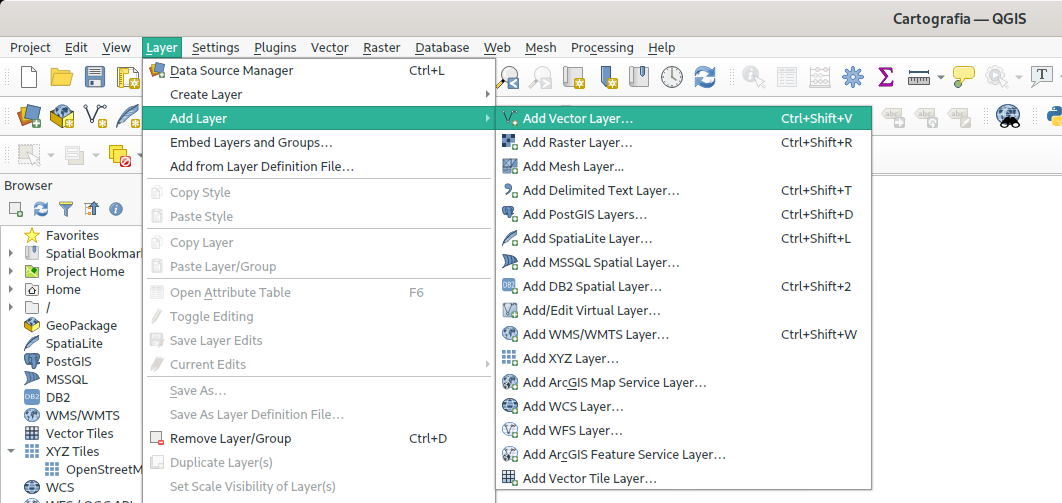 Cartografia — QGIS
Project Edit View Layer Settings Plugins Vector Raster Database Web Mesh Processing Help
Data Source Manager Ctrl+L
Create Layer
Add Layer
Embed Layers and Groups…
Add from Layer Definition File…
Copy Style
Paste Style
Copy Layer
Paste Layer/Group
Open Attribute Table F6
Toggle Editing
Save Layer Edits
Current Edits
Save As…
Save As Layer Definition File…
Remove Layer/Group Ctrl+D
Duplicate Layer(s)
Set Scale Visibility of Layer(s)
Add Vector Layer… Ctrl+Shift+V
Add Raster Layer… Ctrl+Shift+R
Add Mesh Layer…
Add Delimited Text Layer… Ctrl+Shift+T
Add PostGIS Layers… Ctrl+Shift+D
Add SpatiaLite Layer… Ctrl+Shift+L
Add MSSQL Spatial Layer…
DB2 Add DB2 Spatial Layer… Ctrl+Shift+2
Add/Edit Virtual Layer…
Add WMS/WMTS Layer… Ctrl+Shift+W
Add XYZ Layer…
Add ArcGIS Map Service Layer…
Add WCS Layer…
Add WFS Layer…
Add ArcGIS Feature Service Layer…
Add Vector Tile Layer…
abc abc abc
Browser
Favorites
Spatial Bookmar
Project Home
Home
/
GeoPackage
SpatiaLite
PostGIS
MSSQL
DB2 DB2
WMS/WMTS
Vector Tiles
XYZ Tiles
OpenStreetM
WCS